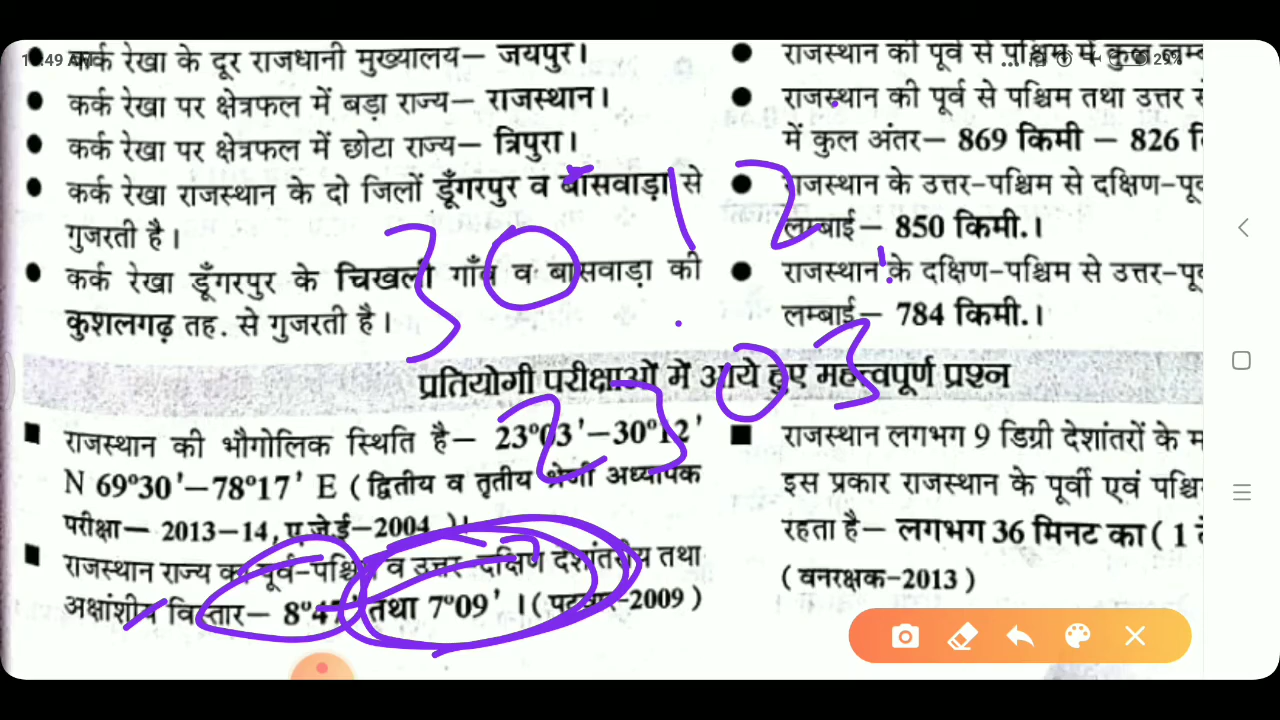 कर्क रेखा के दूर राजधानी मुख्यालय– जयपुर।
कर्क रेखा पर क्षेत्रफल में बड़ा राज्य– राजस्थान।
कर्क रेखा पर क्षेत्रफल में छोटा राज्य– त्रिपुरा।
कर्क रेखा राजस्थान के दो जिलों डूँगरपुर व बाँसवाड़ा से
गुजरती है।
कर्क रेखा डूँगरपुर के चिखली गाँव व बाँसवाड़ा की
कुशलगढ़ तह. से गुजरती है।
राजस्थान की पूर्व से पश्चिम में कुल
राजस्थान की पूर्व से पश्चिम तथा उत्तर
में कुल अंतर– 869 किमी – 826
राजस्थान के उत्तर-पश्चिम से दक्षिण-पूर्व
लम्बाई– 850 किमी.।
राजस्थान के दक्षिण-पश्चिम से उत्तर-पूर्व
लम्बाई– 784 किमी.।
30 12
23 03
प्रतियोगी परीक्षाओं में आये हुए महत्त्वपूर्ण प्रश्न
राजस्थान की भौगोलिक स्थिति है– 23°03'–30°12'
N 69°30'–78°17' E (द्वितीय व तृतीय श्रेणी अध्यापक
परीक्षा– 2013–14, ए.जे.ई–2004 )।
राजस्थान राज्य का पूर्व-पश्चिम व उत्तर-दक्षिण देशांतरीय तथा
अक्षांशीय विस्तार– 8°47' तथा 7°09' । ( पटवार-2009 )
राजस्थान लगभग 9 डिग्री देशांतरों के
इस प्रकार राजस्थान के पूर्वी एवं
रहता है– लगभग 36 मिनट का ( 1
( वनरक्षक-2013 )